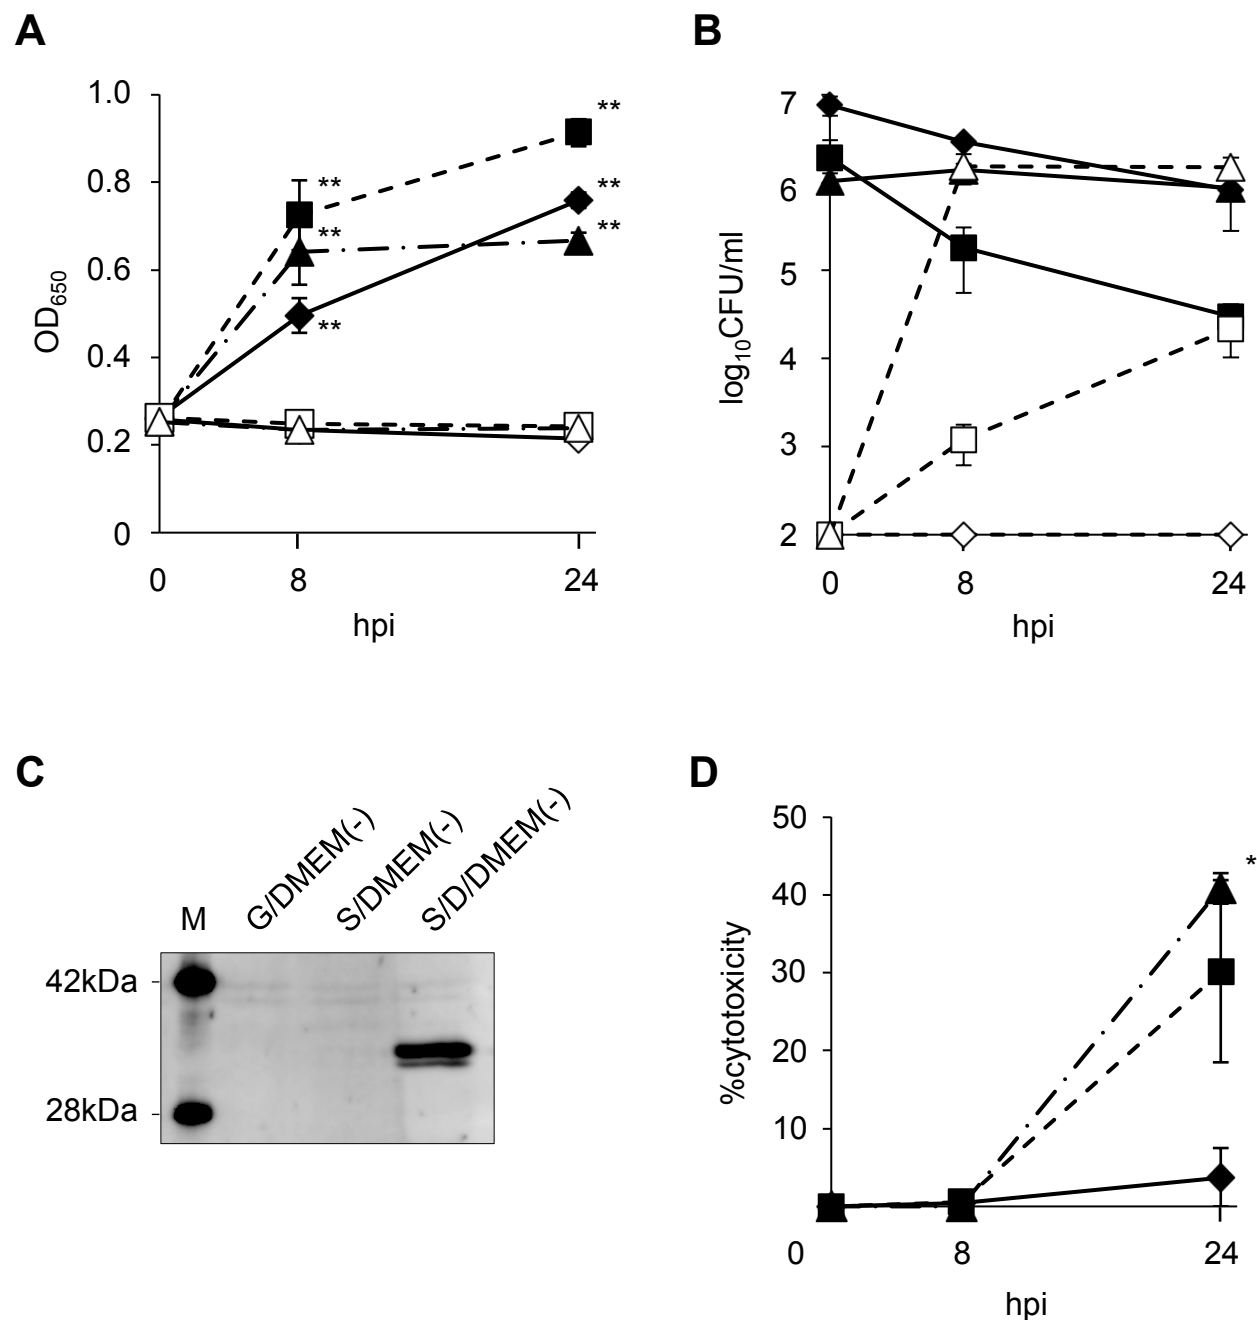 A
1.0
0.8
0.6
0.4
0.2
0
OD650
**
**
**
**
**
**
0
8
24
hpi
B
7
6
5
4
3
2
log10CFU/ml
0
8
24
hpi
C
M
G/DMEM(-)
S/DMEM(-)
S/D/DMEM(-)
42kDa
28kDa
D
50
40
30
20
10
%cytotoxicity
*
0
8
24
hpi